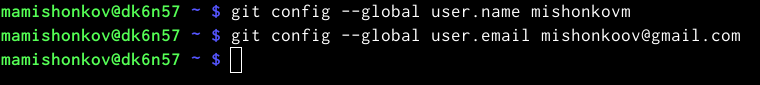 mamishonkov@dk6n57 ~ $ git config --global user.name mishonkovm
mamishonkov@dk6n57 ~ $ git config --global user.email mishonkoov@gmail.com
mamishonkov@dk6n57 ~ $